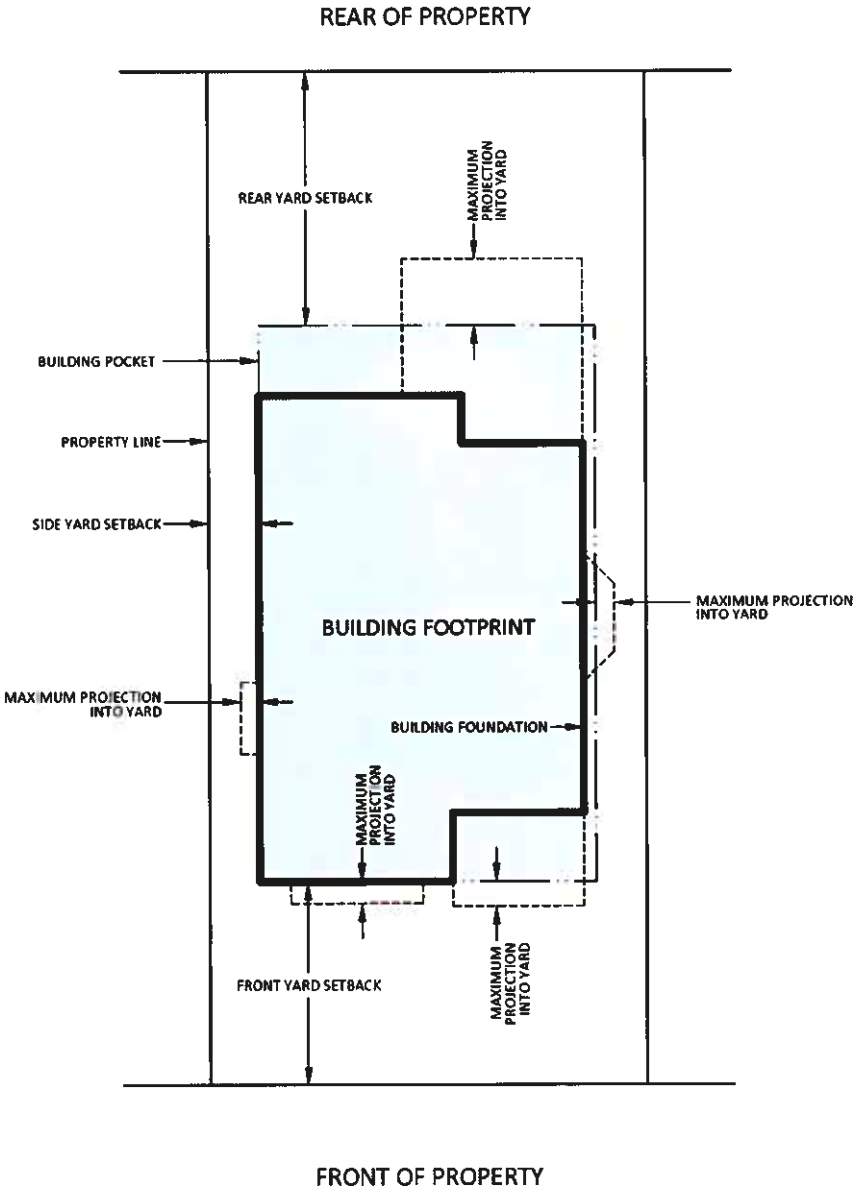 REAR OF PROPERTY
MAXIMUM
PROJECTION
INTO YARD
REAR YARD SETBACK
BUILDING POCKET
PROPERTY LINE
SIDE YARD SETBACK
MAXIMUM PROJECTION
INTO YARD
BUILDING FOOTPRINT
MAXIMUM PROJECTION
INTO YARD
BUILDING FOUNDATION
MAXIMUM
PROJECTION
INTO YARD
MAXIMUM
PROJECTION
INTO YARD
FRONT YARD SETBACK
FRONT OF PROPERTY